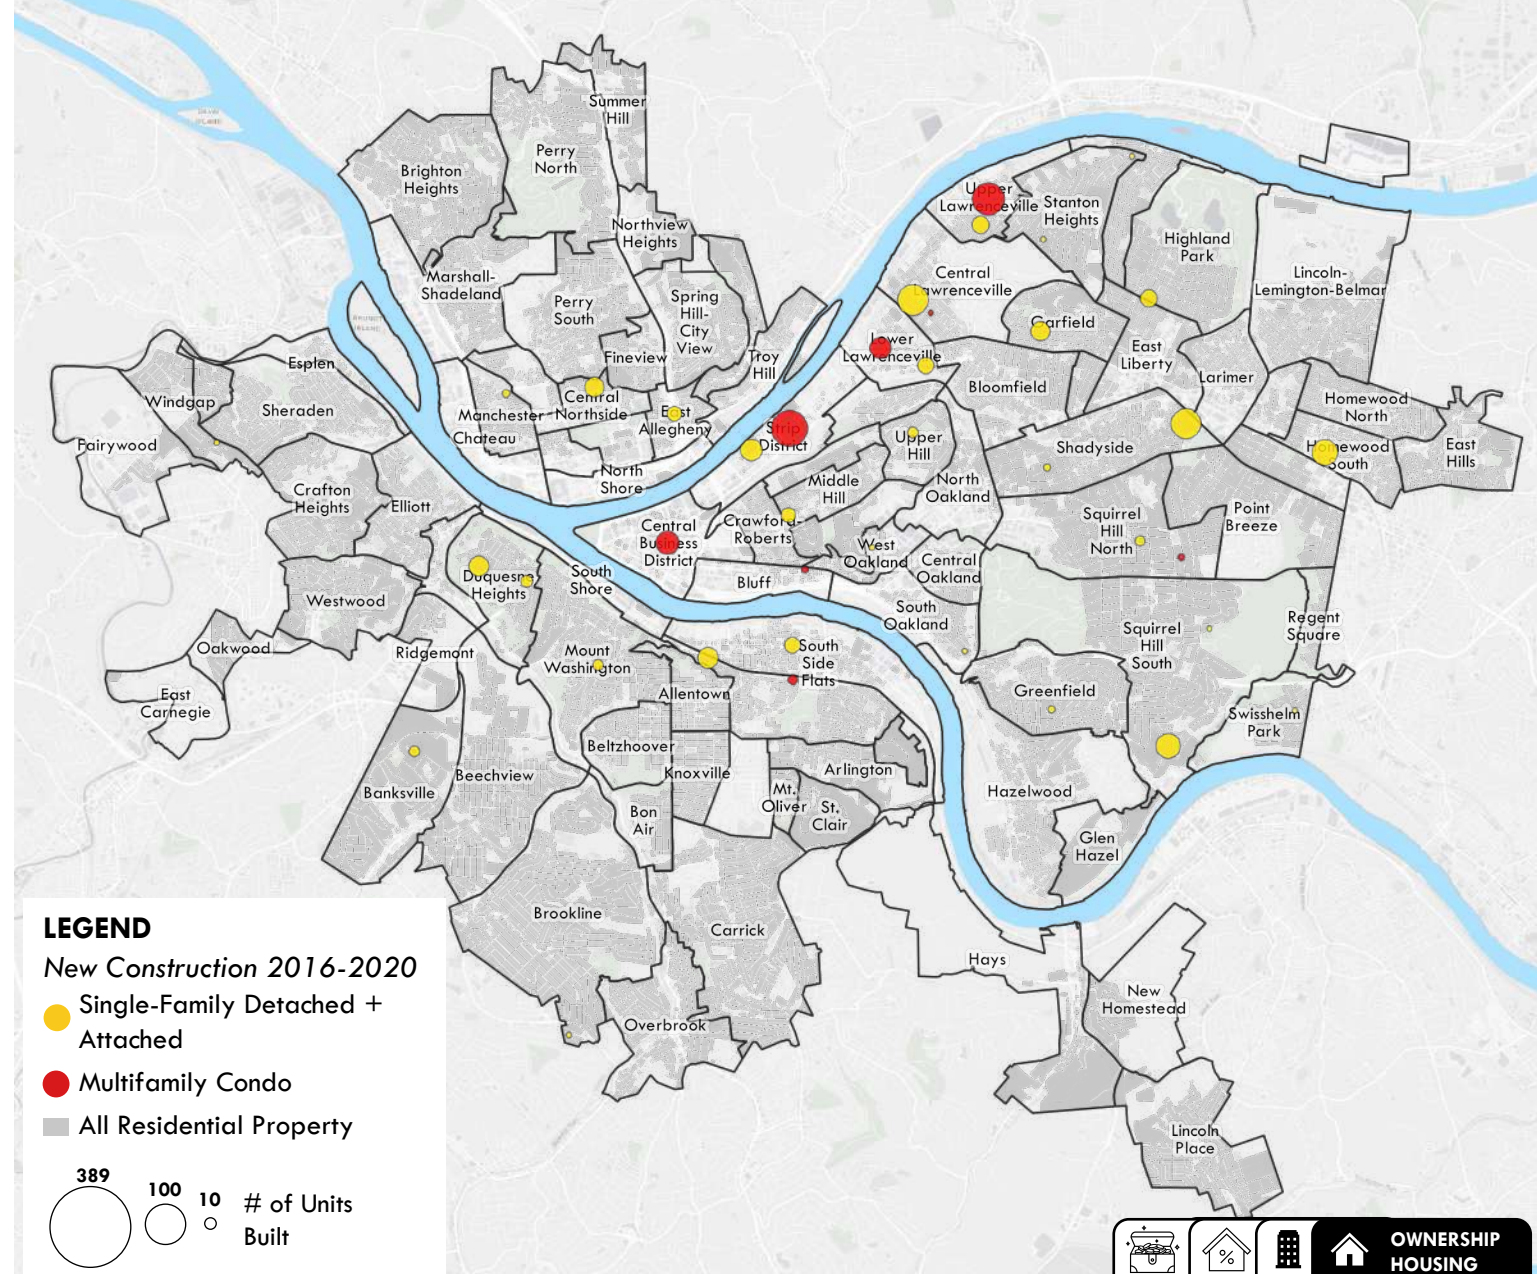 Summer
Hill
Perry
North
Brighton
Heights
Upper
Lawrenceville
Stanton
Heights
Northview
Heights
Highland
Park
Marshall-
Shadeland
Central
Lawrenceville
Lincoln-
Lemington-Belmar
Perry
South
Spring
Hill-
City
View
Garfield
Lower
Lawrenceville
East
Liberty
Esplen
Fineview
Troy
Hill
Larimer
Bloomfield
Windgap
Sheraden
Manchester
Central
Northside
Homewood
North
East
Allegheny
Chateau
Fairywood
Strip
District
Upper
Hill
Shadyside
Homewood
South
East
Hills
North
Shore
Middle
Hill
North
Oakland
Crafton
Heights
Elliott
Squirrel
Hill
North
Point
Breeze
Central
Business
District
Crawford-
Roberts
West
Oakland
Central
Oakland
Duquesne
Heights
South
Shore
Bluff
Westwood
South
Oakland
Squirrel
Hill
South
Regent
Square
Oakwood
Ridgemont
Mount
Washington
South
Side
Flats
East
Carnegie
Allentown
Greenfield
Swisshelm
Park
Beltzhoover
Knoxville
Arlington
Beechview
Banksville
Mt.
Oliver
St.
Clair
Hazelwood
Bon
Air
Glen
Hazel
Brookline
Carrick
Hays
New
Homestead
Overbrook
Lincoln
Place
LEGEND
New Construction 2016-2020
Single-Family Detached +
Attached
Multifamily Condo
All Residential Property
389
100
10
# of Units
Built
%
OWNERSHIP
HOUSING